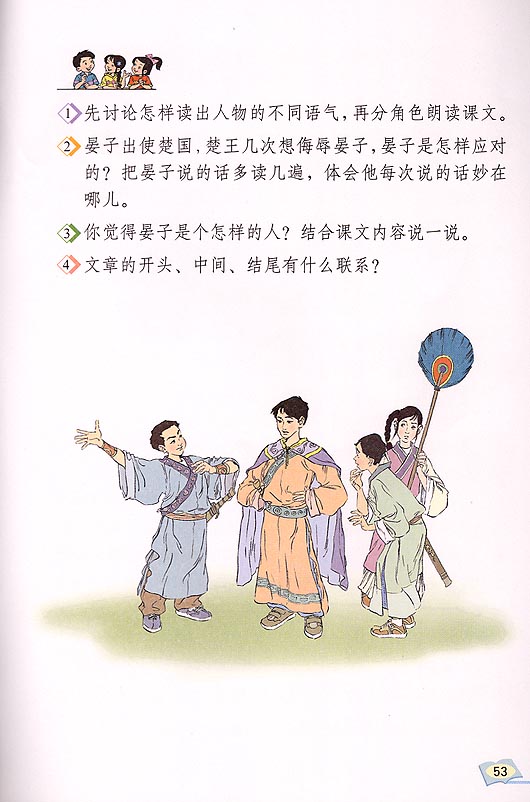 1 先讨论怎样读出人物的不同语气，再分角色朗读课文。
2 晏子出使楚国，楚王几次想侮辱晏子，晏子是怎样应对
的？把晏子说的话多读几遍，体会他每次说的话妙在
哪儿。
3 你觉得晏子是个怎样的人？结合课文内容说一说。
4 文章的开头、中间、结尾有什么联系？
53